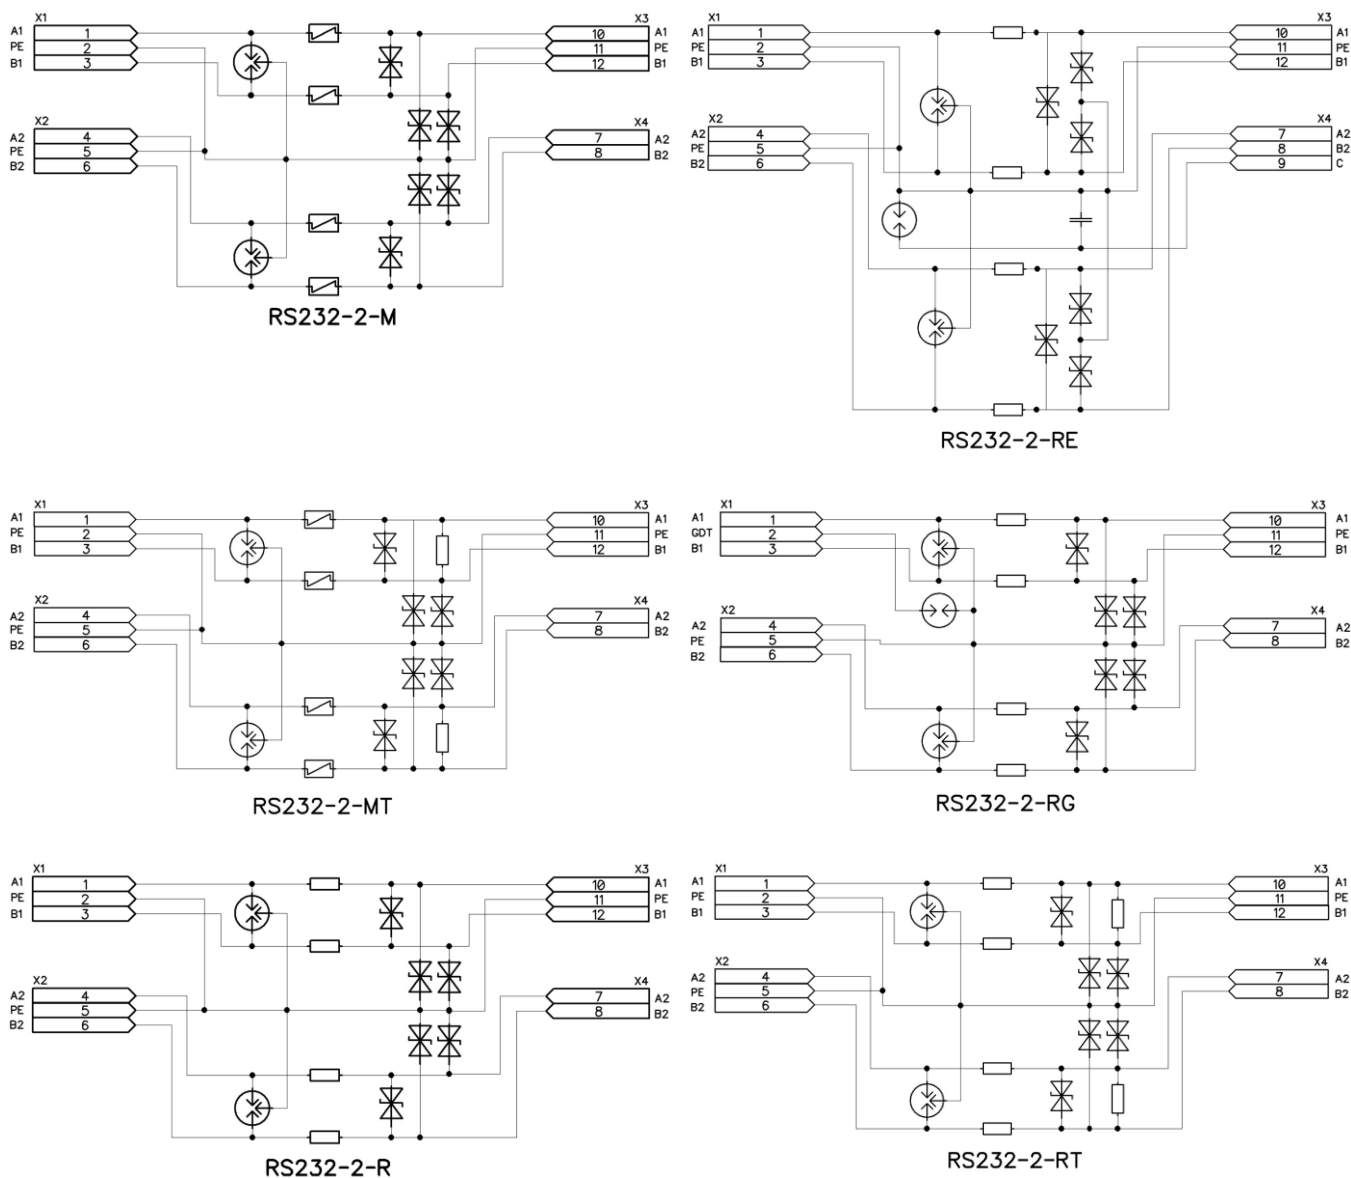 X1 X3
A1 1 10 A1
PE 2 11 PE
B1 3 12 B1
X2 X4
A2 4 7 A2
PE 5 8 B2
B2 6
RS232-2-M
X1 X3
A1 1 10 A1
PE 2 11 PE
B1 3 12 B1
X2 X4
A2 4 7 A2
PE 5 8 B2
B2 6 9 C
RS232-2-RE
X1 X3
A1 1 10 A1
PE 2 11 PE
B1 3 12 B1
X2 X4
A2 4 7 A2
PE 5 8 B2
B2 6
RS232-2-MT
X1 X3
A1 1 10 A1
GDT 2 11 PE
B1 3 12 B1
X2 X4
A2 4 7 A2
PE 5 8 B2
B2 6
RS232-2-RG
X1 X3
A1 1 10 A1
PE 2 11 PE
B1 3 12 B1
X2 X4
A2 4 7 A2
PE 5 8 B2
B2 6
RS232-2-R
X1 X3
A1 1 10 A1
PE 2 11 PE
B1 3 12 B1
X2 X4
A2 4 7 A2
PE 5 8 B2
B2 6
RS232-2-RT